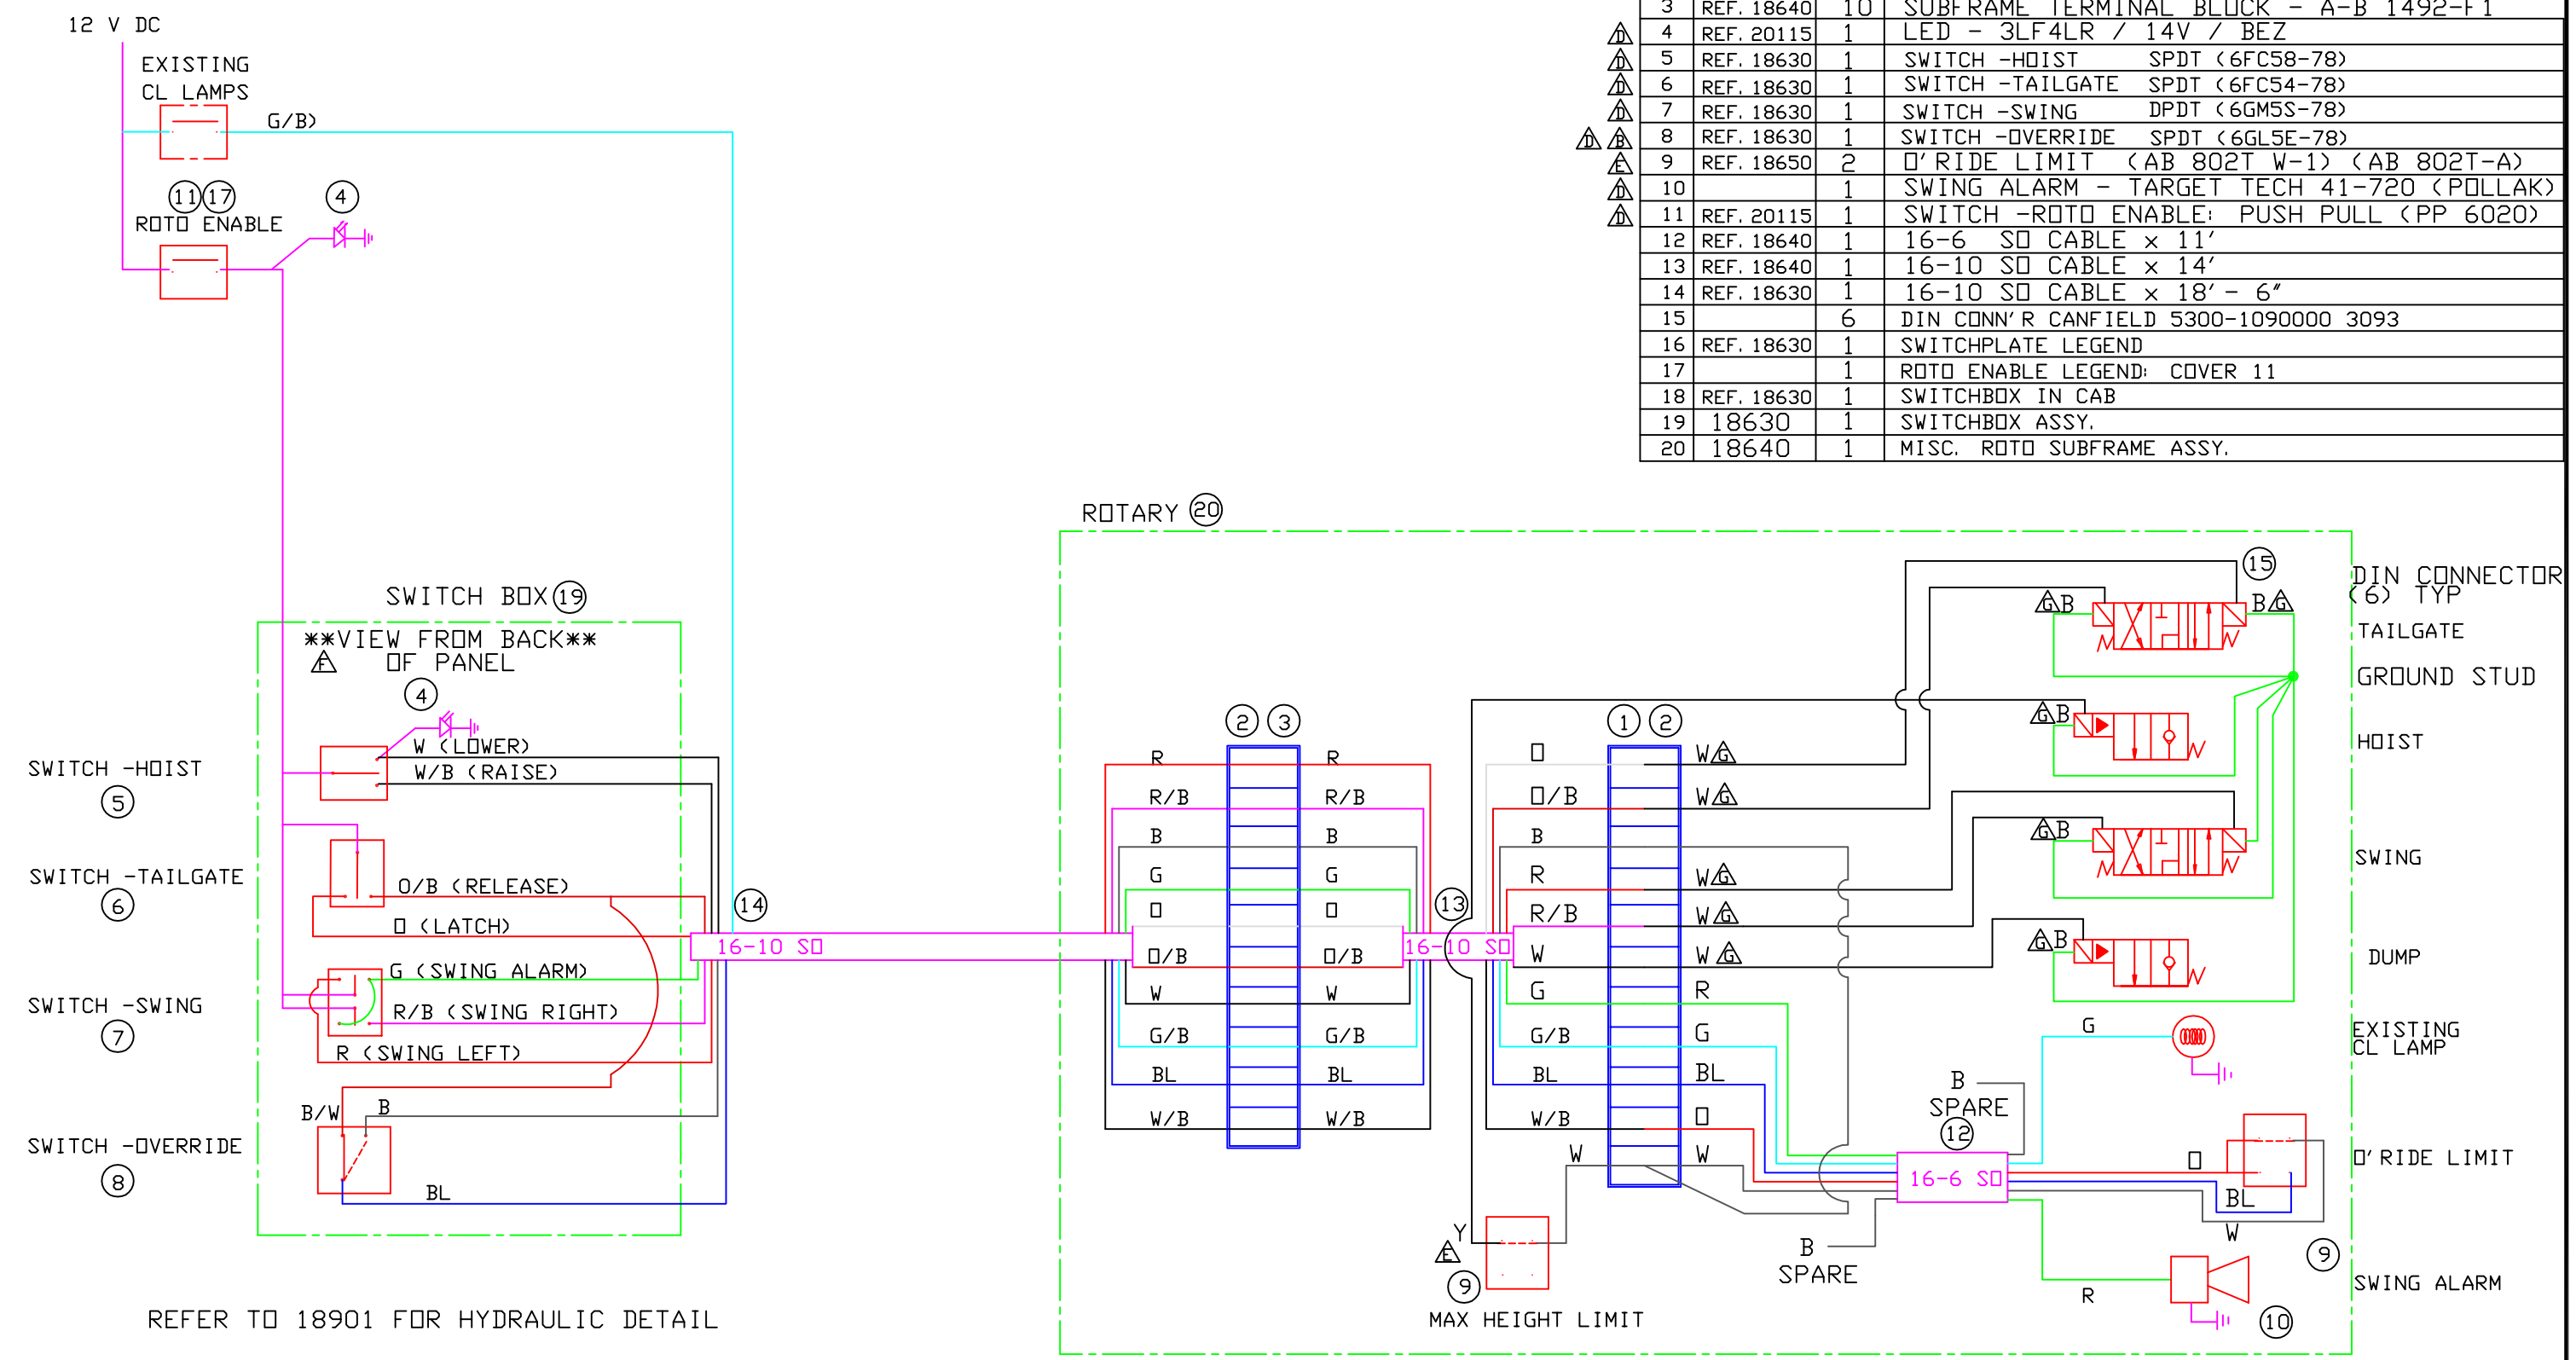 12 V DC
EXISTING
CL LAMPS
G/B)
11 17
4
ROTO ENABLE
3 REF. 18640 10 SUBFRAME TERMINAL BLOCK - A-B 1492-F1
D 4 REF. 20115 1 LED - 3LF4LR / 14V / BEZ
D 5 REF. 18630 1 SWITCH -HOIST SPDT (6FC58-78)
D 6 REF. 18630 1 SWITCH -TAILGATE SPDT (6FC54-78)
D 7 REF. 18630 1 SWITCH -SWING DPDT (6GM5S-78)
D B 8 REF. 18630 1 SWITCH -OVERRIDE SPDT (6GL5E-78)
E 9 REF. 18650 2 O'RIDE LIMIT (AB 802T W-1) (AB 802T-A)
D 10 1 SWING ALARM - TARGET TECH 41-720 (POLLAK)
D 11 REF. 20115 1 SWITCH -ROTO ENABLE: PUSH PULL (PP 6020)
12 REF. 18640 1 16-6 SO CABLE x 11'
13 REF. 18640 1 16-10 SO CABLE x 14'
14 REF. 18630 1 16-10 SO CABLE x 18' - 6"
15 6 DIN CONN'R CANFIELD 5300-1090000 3093
16 REF. 18630 1 SWITCHPLATE LEGEND
17 1 ROTO ENABLE LEGEND: COVER 11
18 REF. 18630 1 SWITCHBOX IN CAB
19 18630 1 SWITCHBOX ASSY.
20 18640 1 MISC. ROTO SUBFRAME ASSY.
SWITCH BOX 19
**VIEW FROM BACK**
F OF PANEL
4
W (LOWER)
W/B (RAISE)
SWITCH -HOIST
5
SWITCH -TAILGATE
6
O/B (RELEASE)
O (LATCH)
G (SWING ALARM)
R/B (SWING RIGHT)
R (SWING LEFT)
SWITCH -SWING
7
B/W B
SWITCH -OVERRIDE
8
BL
14
16-10 SO
REFER TO 18901 FOR HYDRAULIC DETAIL
ROTARY 20
2 3
R R
R/B R/B
B B
G G
O O
O/B O/B
W W
G/B G/B
BL BL
W/B W/B
13
16-10 SO
1 2
O W G
O/B W G
B
R W G
R/B W G
W W G
G R
G/B G
BL BL
W/B O
W W
Y
E
9
MAX HEIGHT LIMIT
B
SPARE
B
SPARE
12
16-6 SO
15
DIN CONNECTOR
(6) TYP
G B B G
TAILGATE
GROUND STUD
G B
HOIST
G B
SWING
G B
DUMP
G
EXISTING
CL LAMP
O
O'RIDE LIMIT
BL
W
9
R
SWING ALARM
10